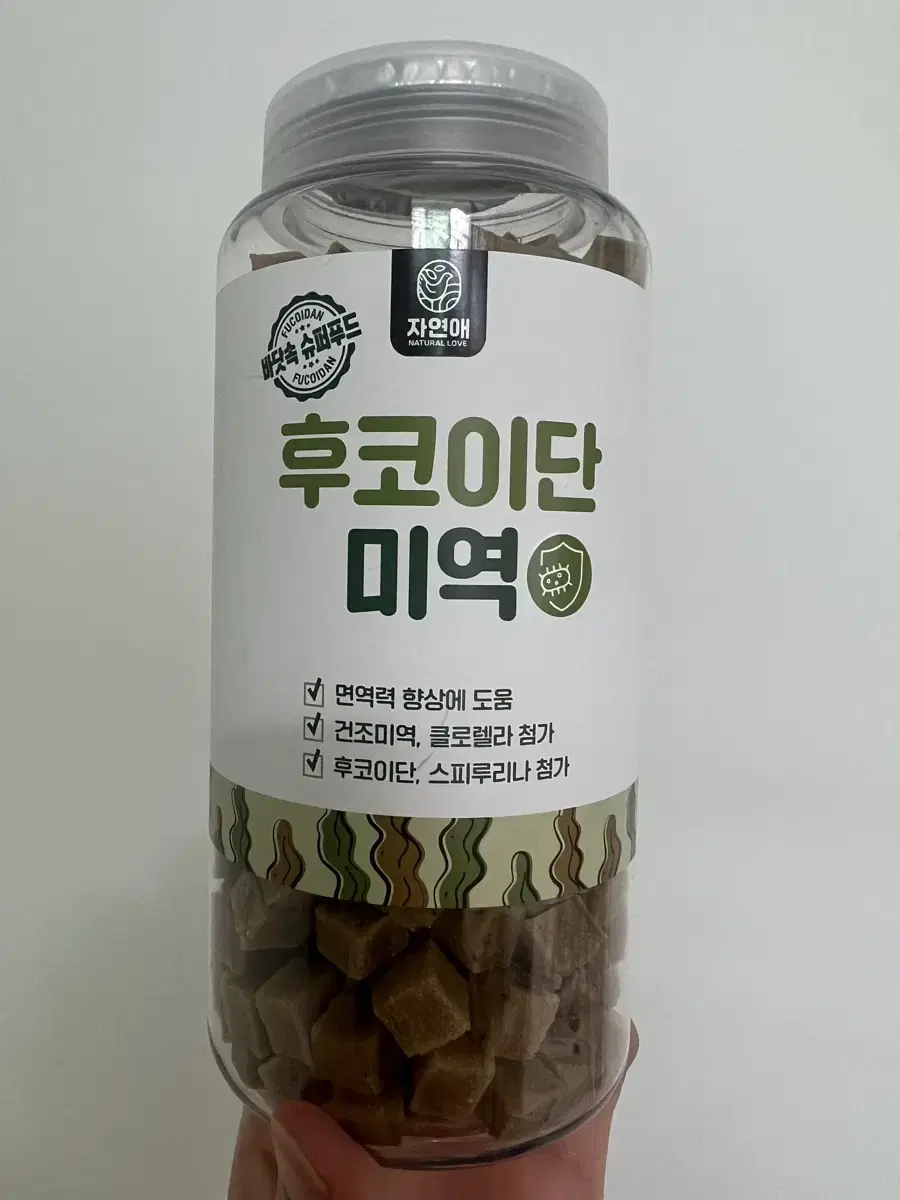 자연애
NATURAL LOVE
FUCOIDAN
바닷속 슈퍼푸드
FUCOIDAN
후코이단
미역
면역력 향상에 도움
건조미역, 클로렐라 첨가
후코이단, 스피루리나 첨가